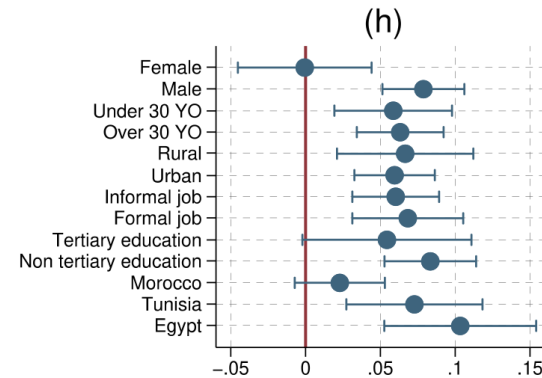 (h)
Female
Male
Under 30 YO
Over 30 YO
Rural
Urban
Informal job
Formal job
Tertiary education
Non tertiary education
Morocco
Tunisia
Egypt
-.05 0 .05 .1 .15